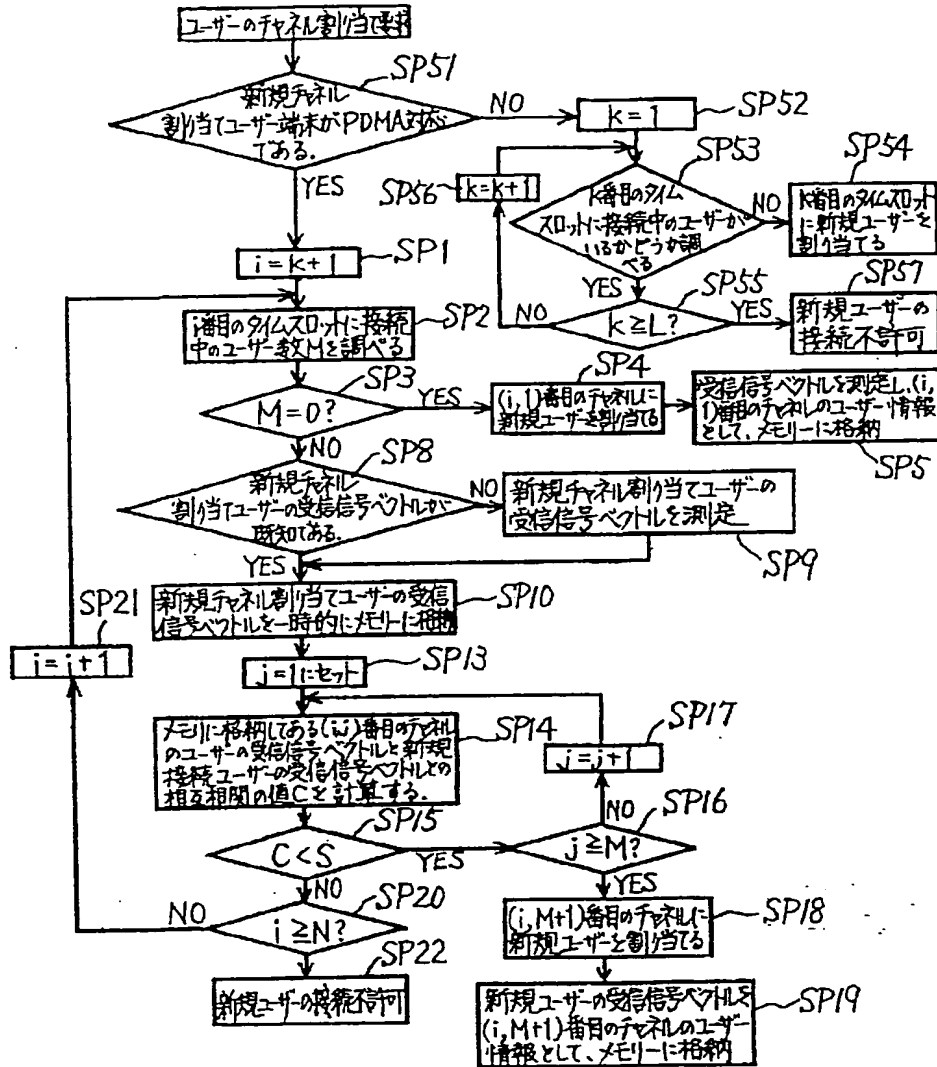 ユーザーのチャネル割り当て要求
SP51
新規チャネル
割り当てユーザー端末がPDMA対応
である.
NO
YES
k=1
SP52
SP53
k番目のタイム
スロットに接続中のユーザーが
いるかどうか調
べる
NO
YES
SP54
k番目のタイムスロット
に新規ユーザーを
割り当てる
SP56
k=k+1
SP55
k≧L?
NO
YES
SP57
新規ユーザーの
接続不許可
SP1
i=k+1
SP2
i番目のタイムスロットに接続
中のユーザー数Mを調べる
SP3
M=0?
YES
NO
SP4
(i,1)番目のチャネルに
新規ユーザーを割り当てる
受信信号ベクトルを測定し、(i,
1)番目のチャネルのユーザー情報
として、メモリーに格納
SP5
SP8
新規チャネル
割り当てユーザーの受信信号ベクトルが
既知である.
NO
YES
新規チャネル割り当てユーザーの
受信信号ベクトルを測定
SP9
SP10
新規チャネル割り当てユーザーの受信
信号ベクトルを一時的にメモリーに格納
SP21
i=i+1
SP13
j=1にセット
SP14
メモリに格納してある(i,j)番目のチャネル
のユーザーの受信信号ベクトルと新規
接続ユーザーの受信信号ベクトルとの
相互相関の値Cを計算する.
SP17
j=j+1
SP15
C<S
YES
NO
SP16
j≧M?
NO
YES
SP20
i≧N?
NO
SP22
新規ユーザーの接続不許可
SP18
(i,M+1)番目のチャネルに
新規ユーザーを割り当てる
SP19
新規ユーザーの受信信号ベクトルを
(i,M+1)番目のチャネルのユーザー
情報として、メモリーに格納